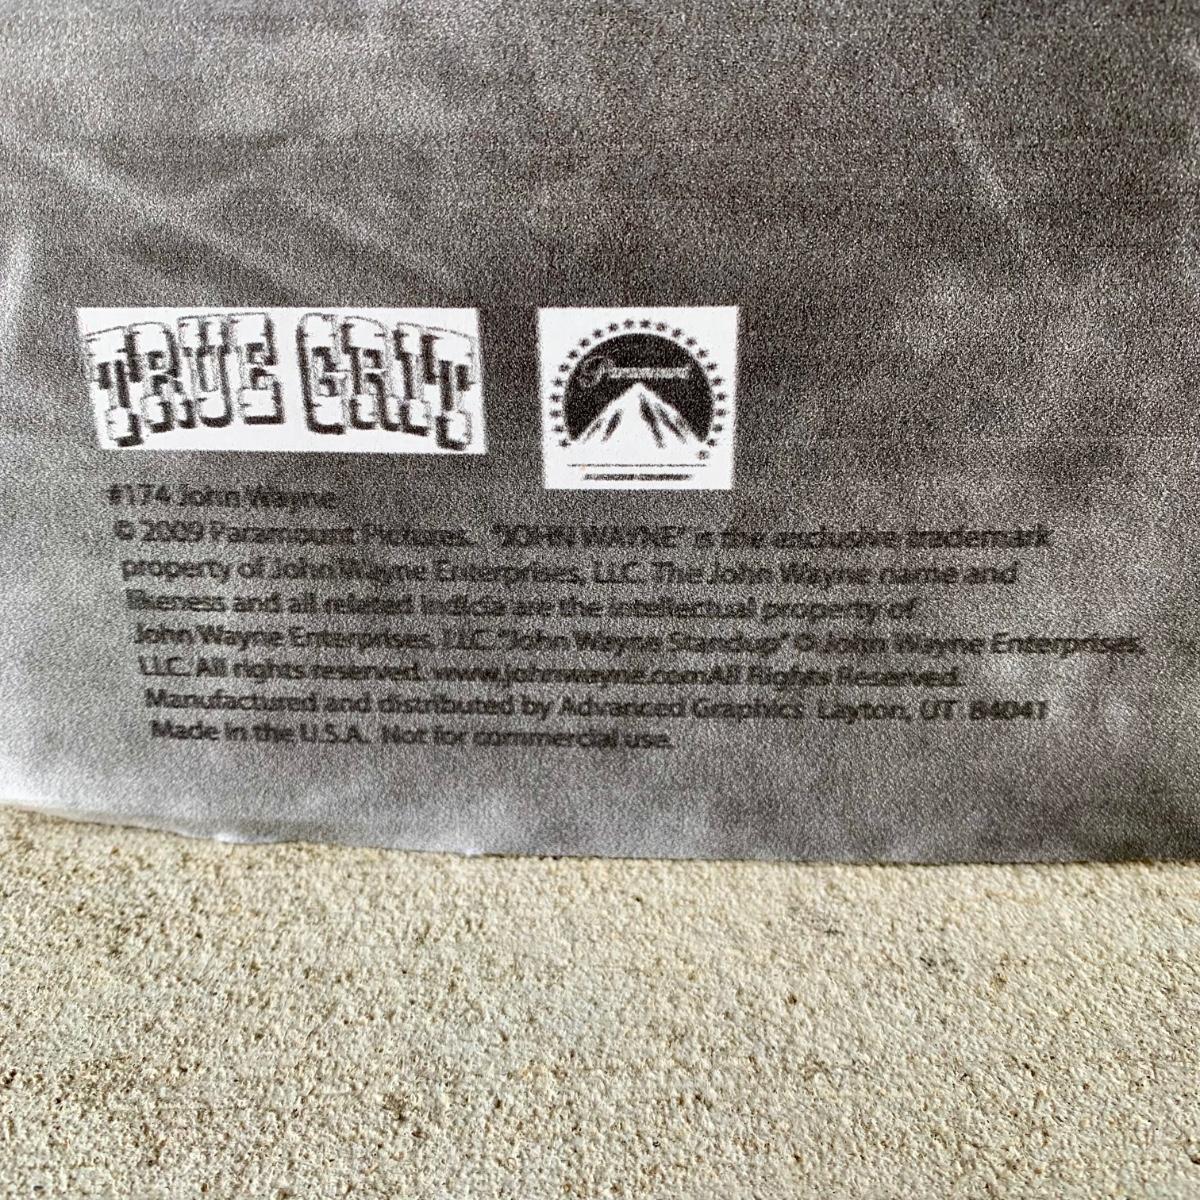 TRUE GRIT
Paramount
#174 John Wayne
© 2009 Paramount Pictures. "JOHN WAYNE" is the exclusive trademark
property of John Wayne Enterprises, LLC. The John Wayne name and
likeness and all related indicia are the intellectual property of
John Wayne Enterprises, LLC. "John Wayne Standup" © John Wayne Enterprises,
LLC. All rights reserved. www.johnwayne.com All Rights Reserved.
Manufactured and distributed by Advanced Graphics Layton, UT 84041
Made in the U.S.A. Not for commercial use.